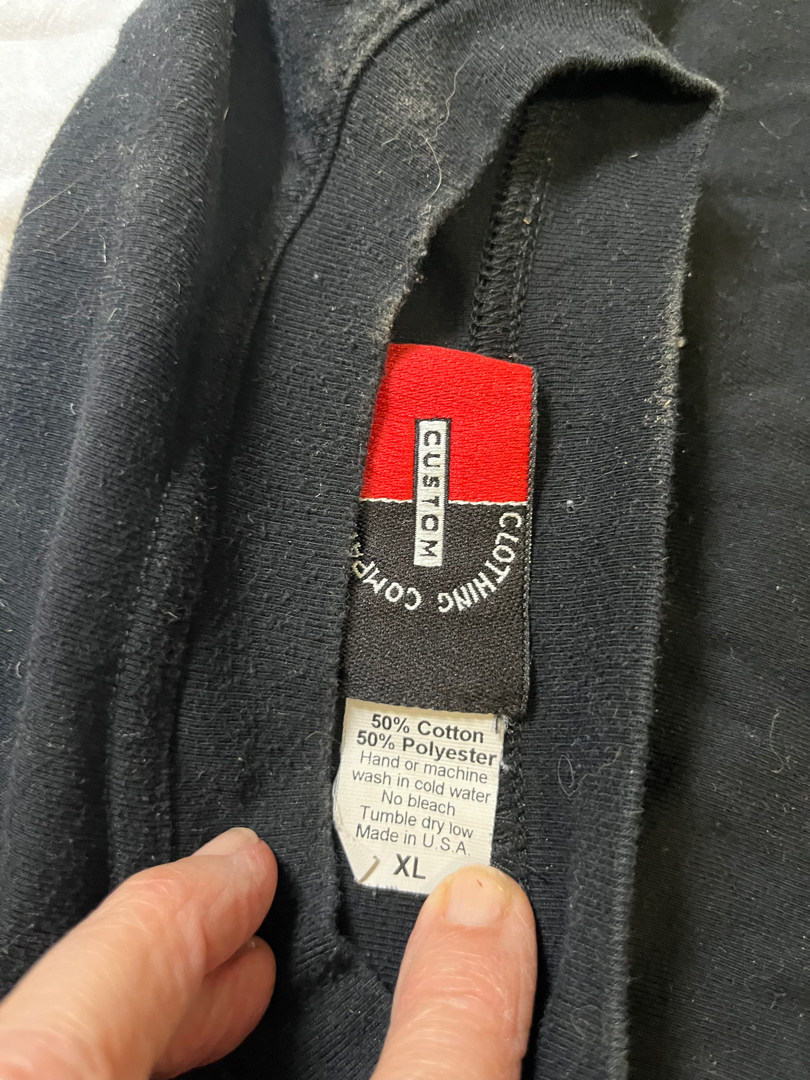 CUSTOM
CLOTHING COMPA
50% Cotton
50% Polyester
Hand or machine
wash in cold water
No bleach
Tumble dry low
Made in U.S.A.
XL